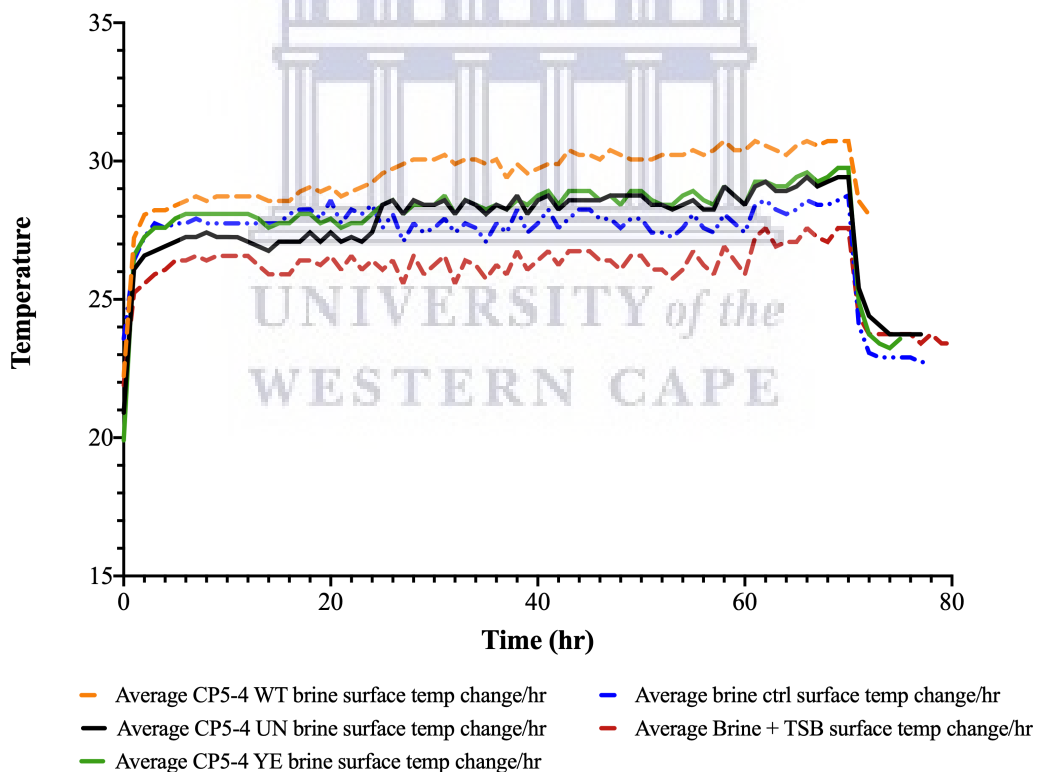 35
30
25
20
15
Temperature
UNIVERSITY of the
WESTERN CAPE
0 20 40 60 80
Time (hr)
Average CP5-4 WT brine surface temp change/hr
Average CP5-4 UN brine surface temp change/hr
Average CP5-4 YE brine surface temp change/hr
Average brine ctrl surface temp change/hr
Average Brine + TSB surface temp change/hr